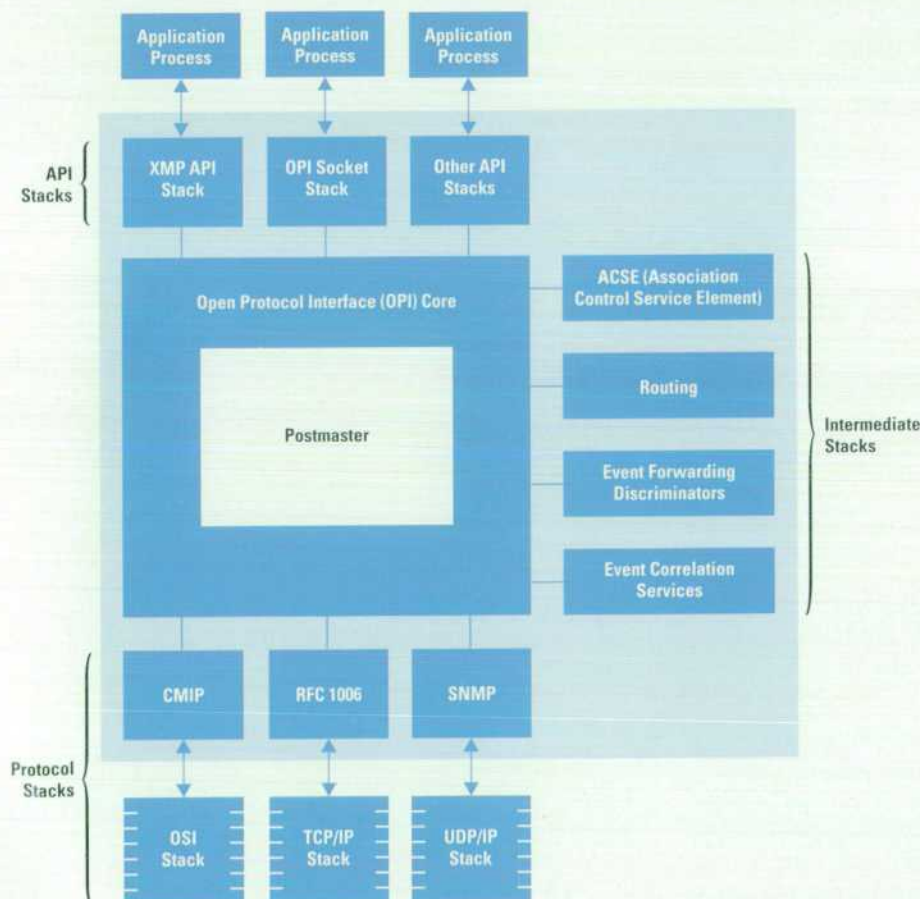 Application
Process
Application
Process
Application
Process
API
Stacks
XMP API
Stack
OPI Socket
Stack
Other API
Stacks
Open Protocol Interface (OPI) Core
Postmaster
ACSE (Association
Control Service Element)
Routing
Event Forwarding
Discriminators
Event Correlation
Services
Intermediate
Stacks
CMIP
RFC 1006
SNMP
Protocol
Stacks
OSI
Stack
TCP/IP
Stack
UDP/IP
Stack